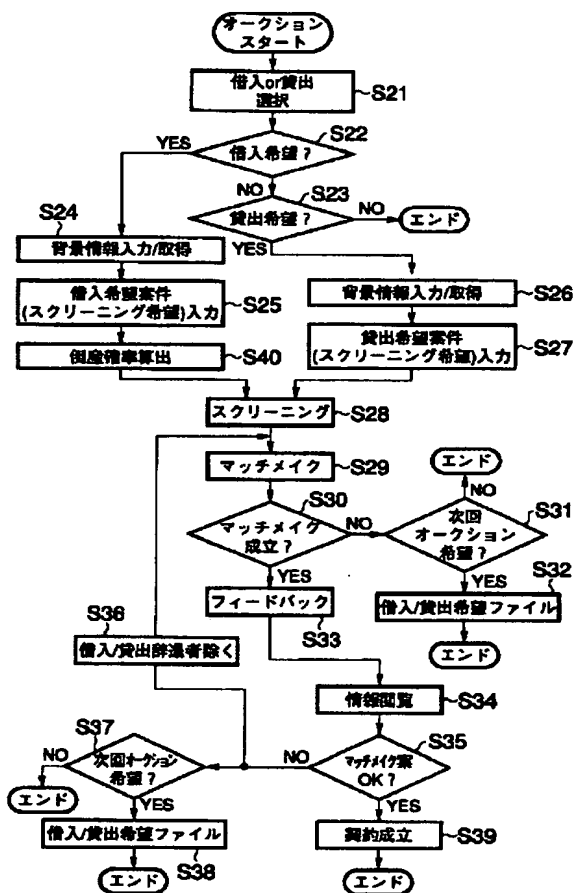 オークション
スタート
借入or貸出
選択
S21
S22
YES
借入希望？
NO
S23
貸出希望？
NO
エンド
YES
S24
背景情報入力/取得
借入希望案件
(スクリーニング希望)入力
S25
倒産確率算出
S40
背景情報入力/取得
S26
貸出希望案件
(スクリーニング希望)入力
S27
スクリーニング
S28
マッチメイク
S29
S30
マッチメイク
成立？
NO
エンド
NO
S31
次回
オークション
希望？
YES
S32
借入/貸出希望ファイル
エンド
YES
フィードバック
S33
S36
借入/貸出辞退者除く
情報閲覧
S34
S35
マッチメイク案
OK？
NO
S37
次回オークション
希望？
NO
エンド
YES
借入/貸出希望ファイル
S38
エンド
YES
契約成立
S39
エンド